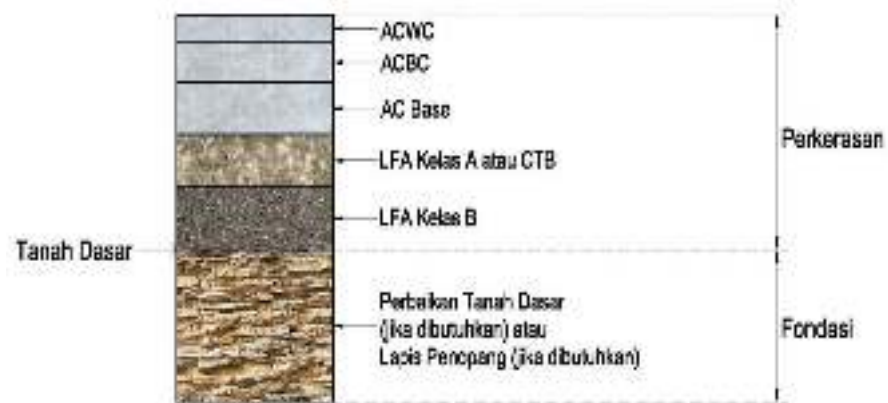 ACWC
ACBC
AC Base
LFA Kelas A atau CTB
LFA Kelas B
Perkerasan
Tanah Dasar
Perbaikan Tanah Dasar
(jika dibutuhkan) atau
Lapis Penopang (jika dibutuhkan)
Fondasi